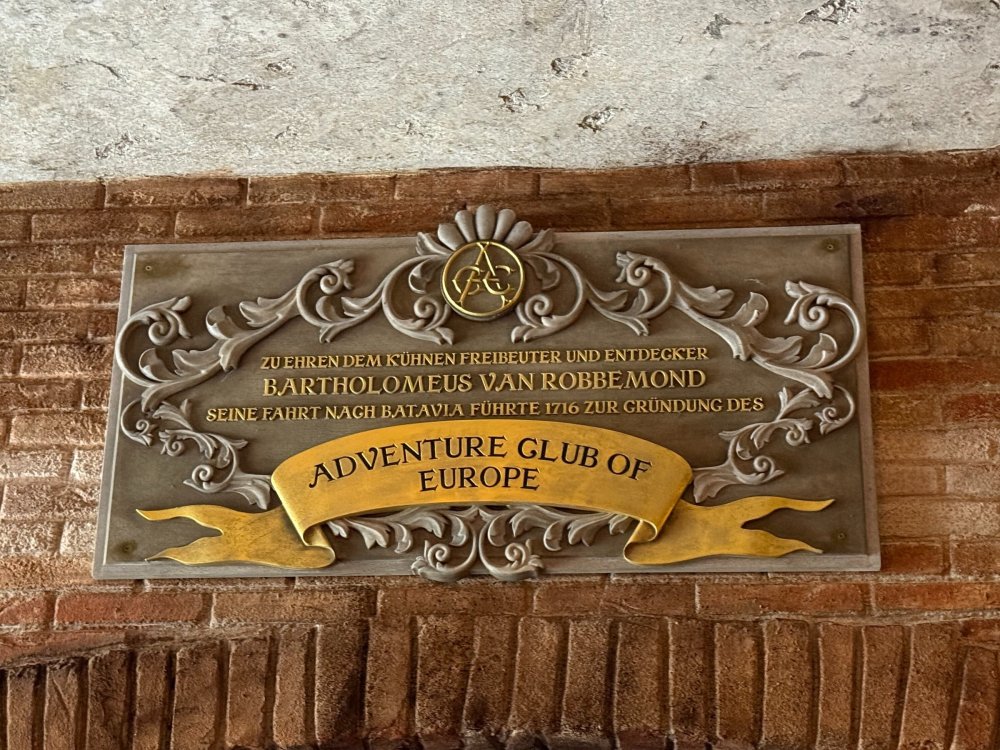 ZU EHREN DEM KÜHNEN FREIBEUTER UND ENTDECKER
BARTHOLOMEUS VAN ROBBEMOND
SEINE FAHRT NACH BATAVIA FÜHRTE 1716 ZUR GRÜNDUNG DES
ADVENTURE CLUB OF
EUROPE